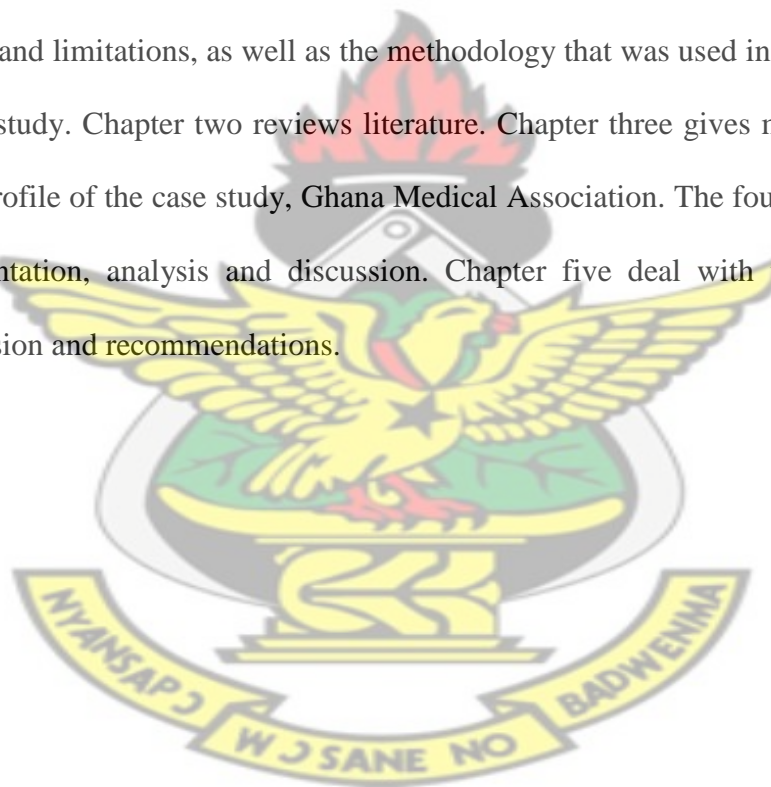 and limitations, as well as the methodology that was used in
study. Chapter two reviews literature. Chapter three gives
rofile of the case study, Ghana Medical Association. The fou
ntation, analysis and discussion. Chapter five deal with
sion and recommendations.
NYANSAPƆ
WƆSANE NO
BADWENMA